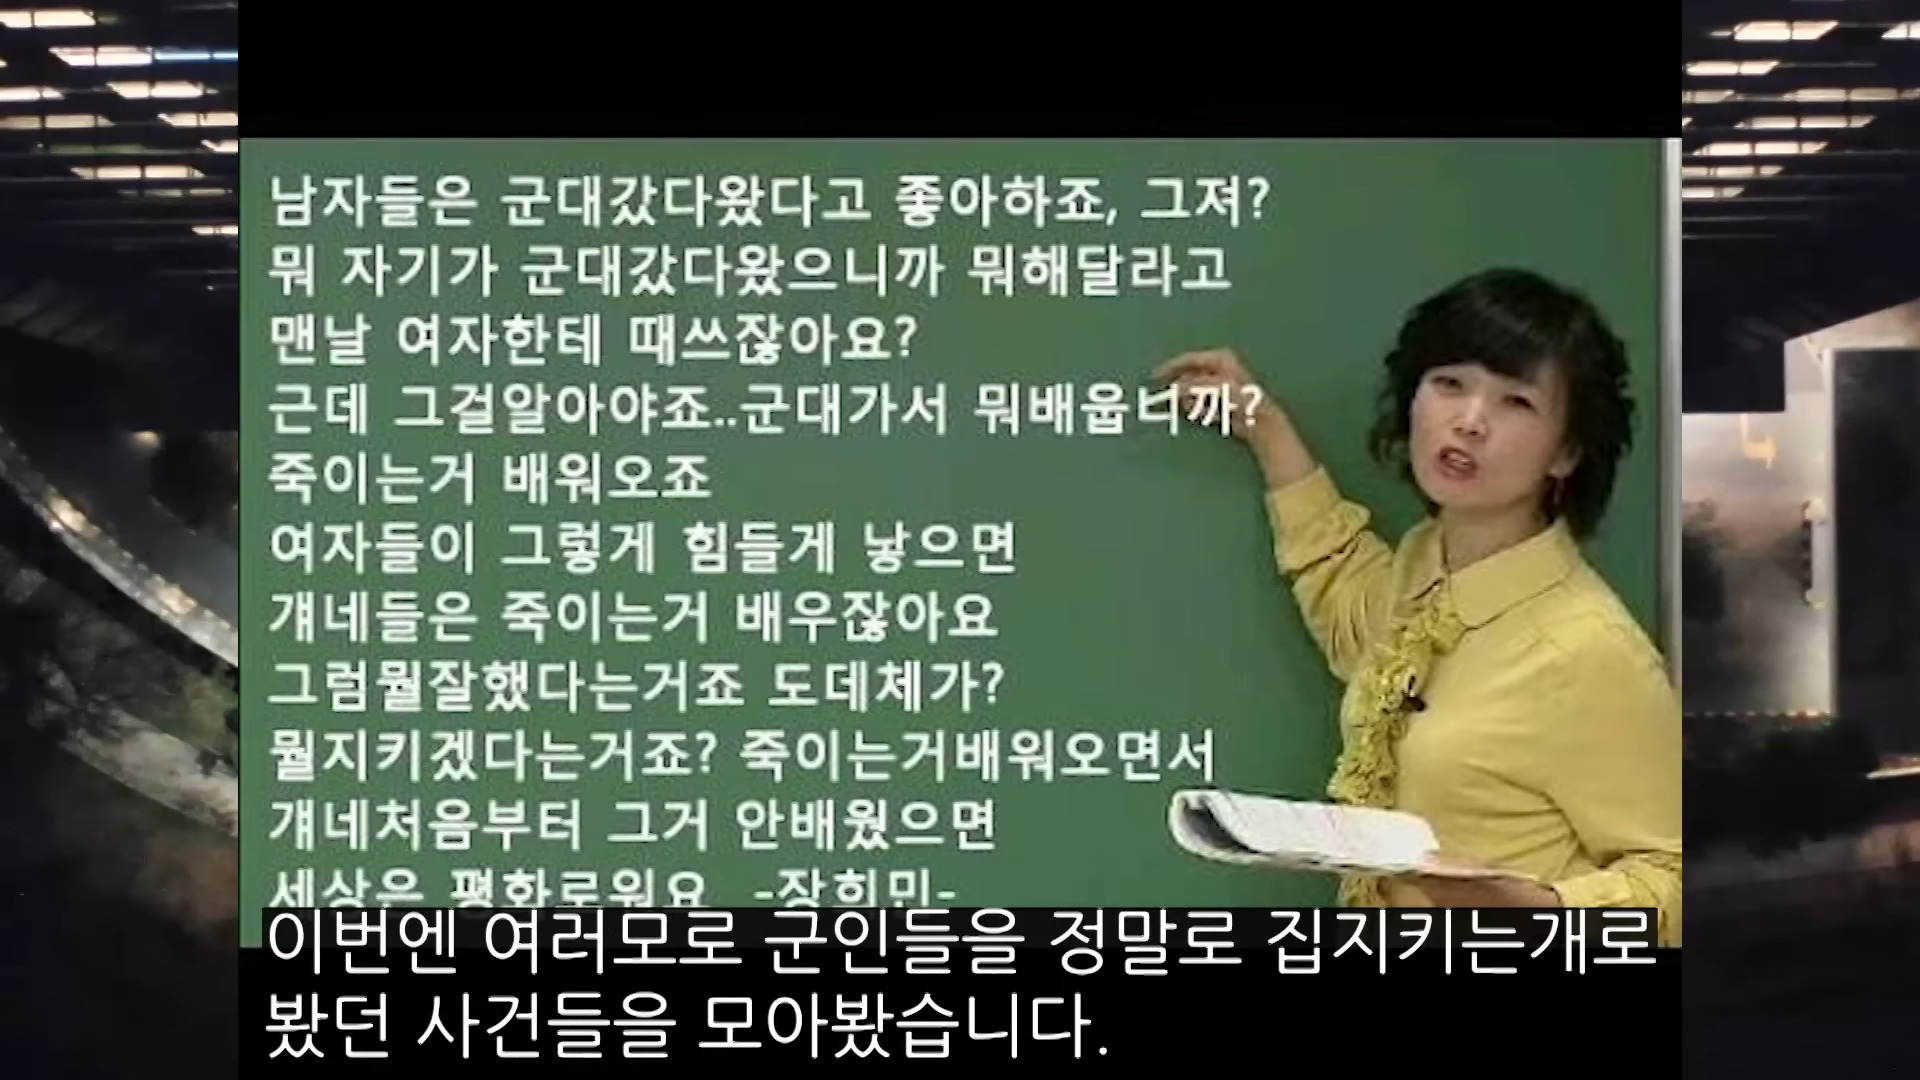 남자들은 군대갔다왔다고 좋아하죠, 그져?
뭐 자기가 군대갔다왔으니까 뭐해달라고
맨날 여자한테 때쓰잖아요?
근데 그걸알아야죠..군대가서 뭐배웁니까?
죽이는거 배워오죠
여자들이 그렇게 힘들게 낳으면
걔네들은 죽이는거 배우잖아요
그럼뭘잘했다는거죠 도데체가?
뭘지키겠다는거죠? 죽이는거배워오면서
걔네처음부터 그거 안배웠으면
세상은 평화로워요 -장희민-
이번엔 여러모로 군인들을 정말로 집지키는개로
봤던 사건들을 모아봤습니다.